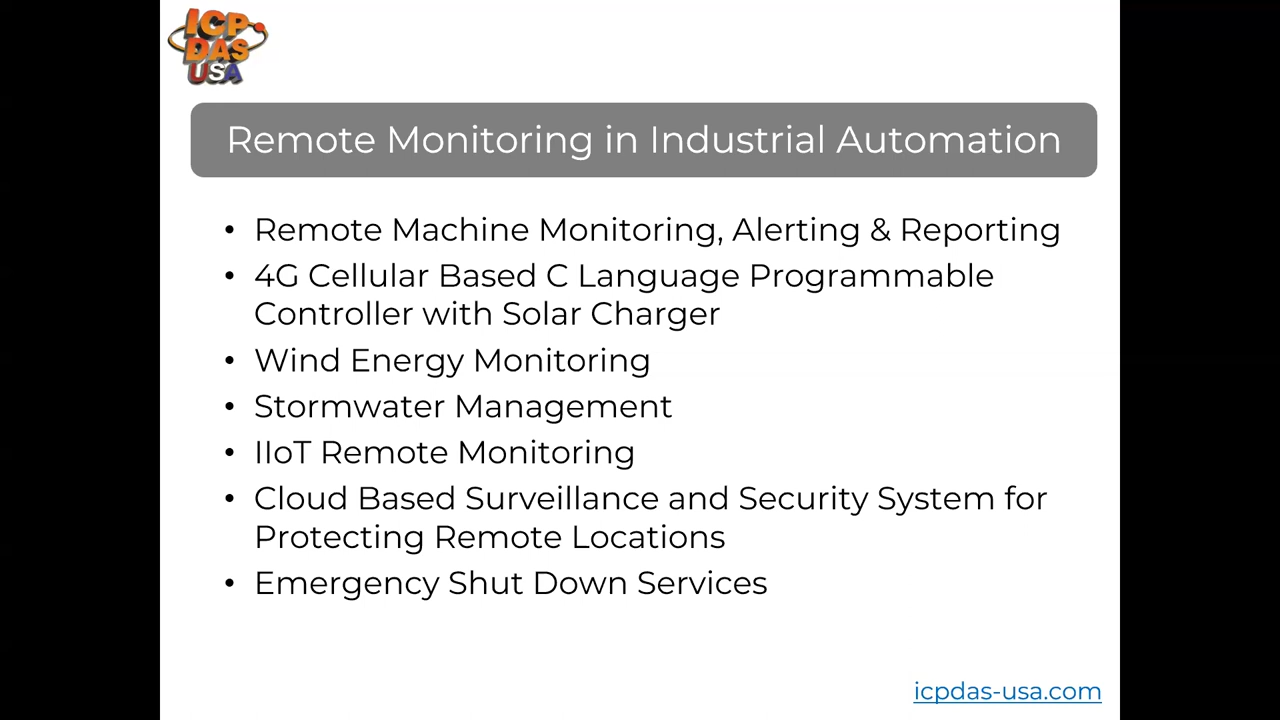 ICP
DAS
USA
Remote Monitoring in Industrial Automation
• Remote Machine Monitoring, Alerting & Reporting
• 4G Cellular Based C Language Programmable
Controller with Solar Charger
• Wind Energy Monitoring
• Stormwater Management
• IIoT Remote Monitoring
• Cloud Based Surveillance and Security System for
Protecting Remote Locations
• Emergency Shut Down Services
icpdas-usa.com